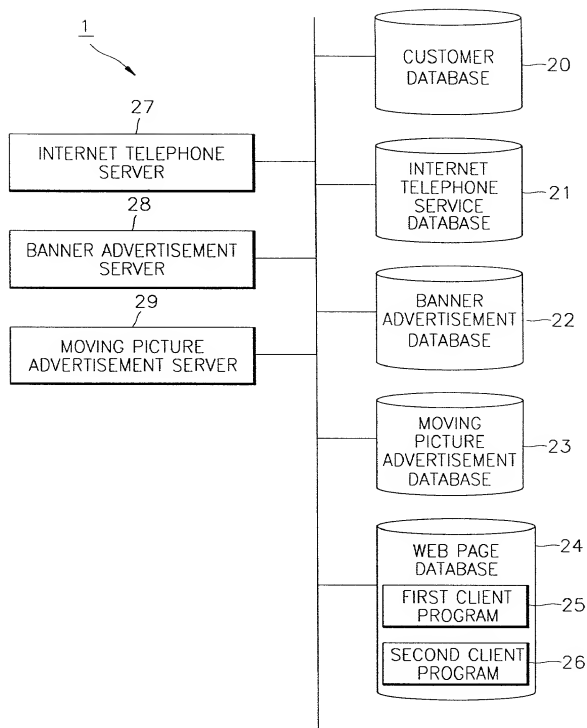 1
27
INTERNET TELEPHONE
SERVER
28
BANNER ADVERTISEMENT
SERVER
29
MOVING PICTURE
ADVERTISEMENT SERVER
CUSTOMER
DATABASE
20
INTERNET
TELEPHONE
SERVICE
DATABASE
21
BANNER
ADVERTISEMENT
DATABASE
22
MOVING
PICTURE
ADVERTISEMENT
DATABASE
23
WEB PAGE
DATABASE
24
FIRST CLIENT
PROGRAM
25
SECOND CLIENT
PROGRAM
26